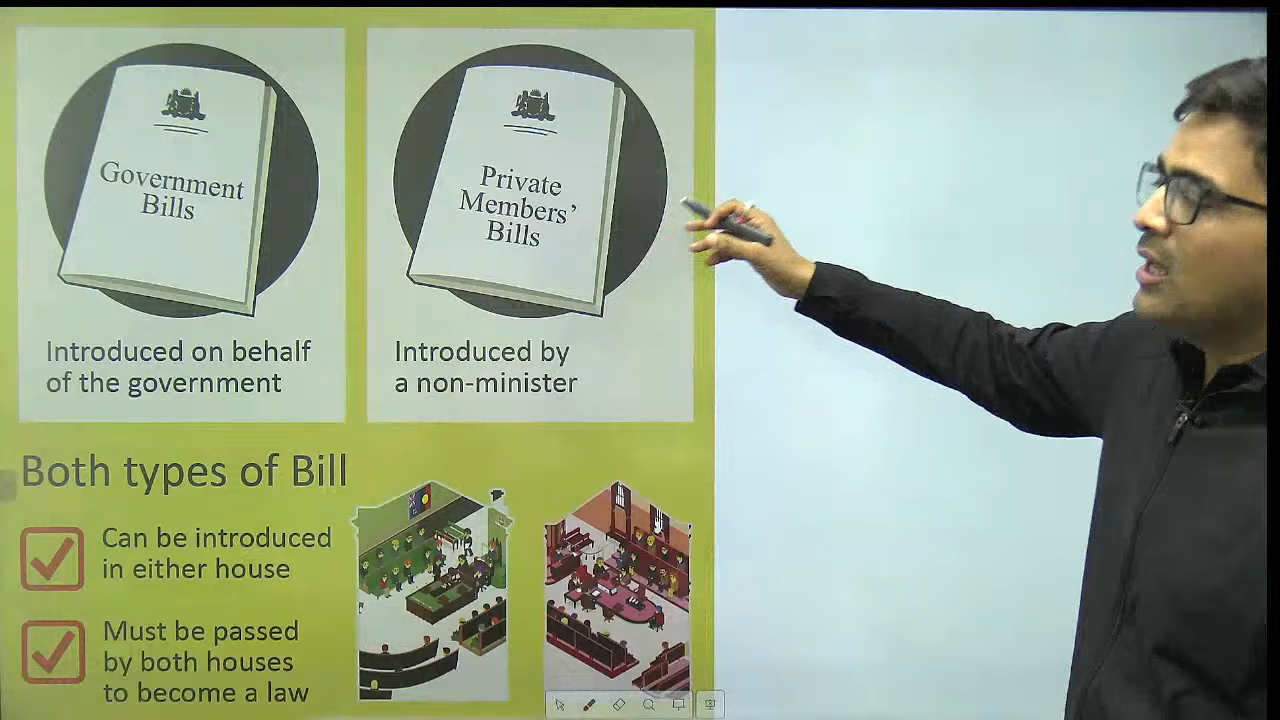 Government
Bills
Introduced on behalf
of the government
Private
Members'
Bills
Introduced by
a non-minister
Both types of Bill
Can be introduced
in either house
Must be passed
by both houses
to become a law